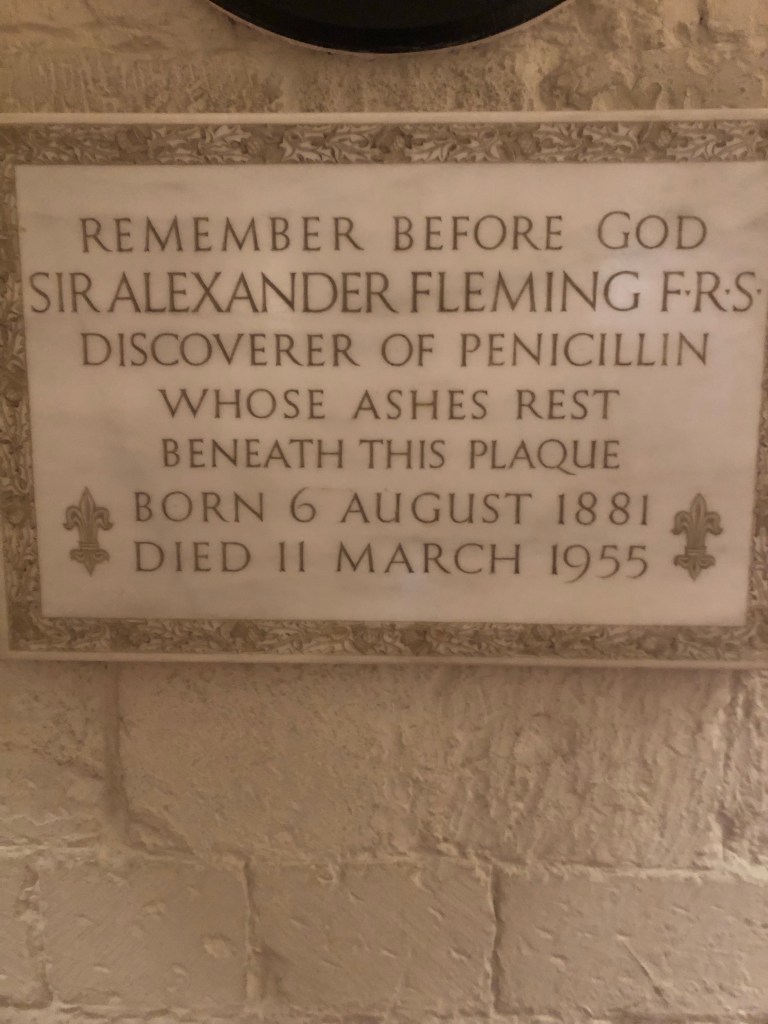 REMEMBER BEFORE GOD
SIR ALEXANDER FLEMING F·R·S·
DISCOVERER OF PENICILLIN
WHOSE ASHES REST
BENEATH THIS PLAQUE
BORN 6 AUGUST 1881
DIED 11 MARCH 1955